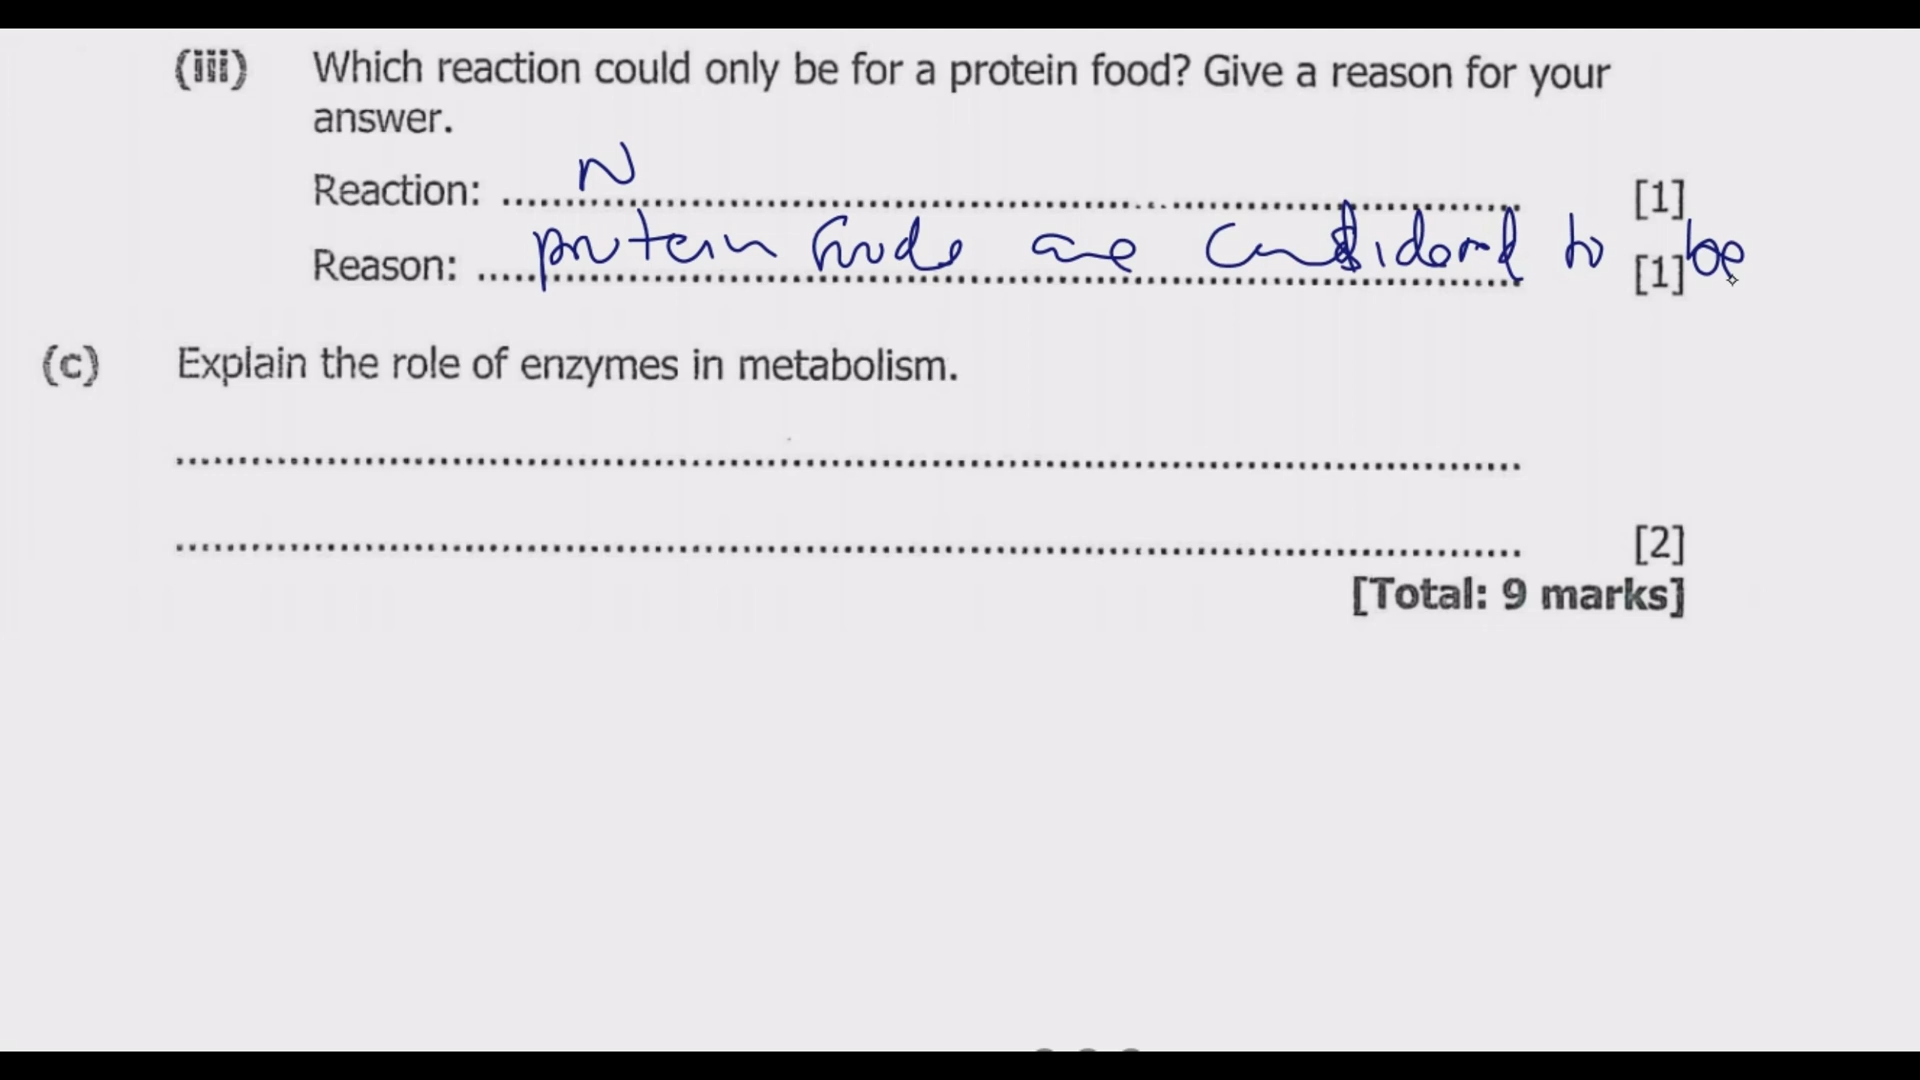 (iii) Which reaction could only be for a protein food? Give a reason for your
answer.
Reaction: ..... N ..... [1]
Reason: ..... protein foods are considered to be [1]
(c) Explain the role of enzymes in metabolism.
.....
..... [2]
[Total: 9 marks]